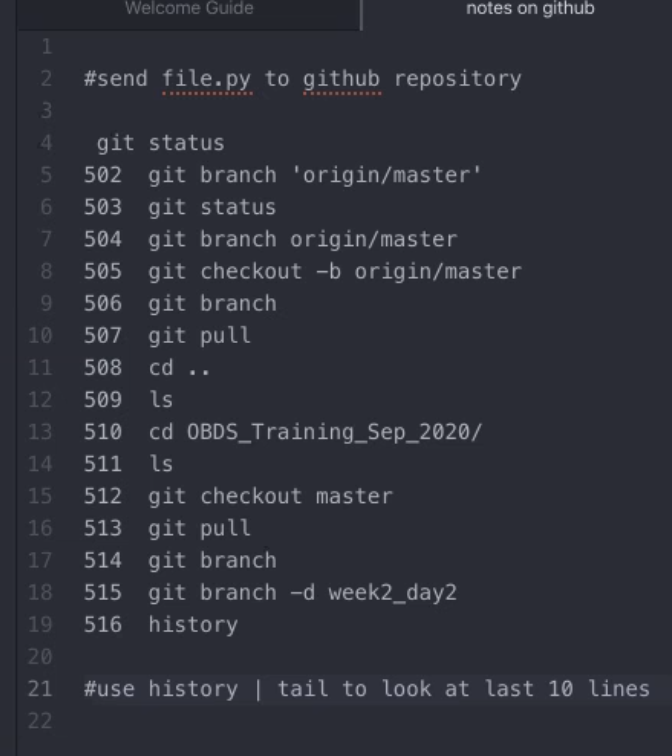 Welcome Guide notes on github
1
2 #send file.py to github repository
3
4 git status
5 502 git branch 'origin/master'
6 503 git status
7 504 git branch origin/master
8 505 git checkout -b origin/master
9 506 git branch
10 507 git pull
11 508 cd ..
12 509 ls
13 510 cd OBDS_Training_Sep_2020/
14 511 ls
15 512 git checkout master
16 513 git pull
17 514 git branch
18 515 git branch -d week2_day2
19 516 history
20
21 #use history | tail to look at last 10 lines
22